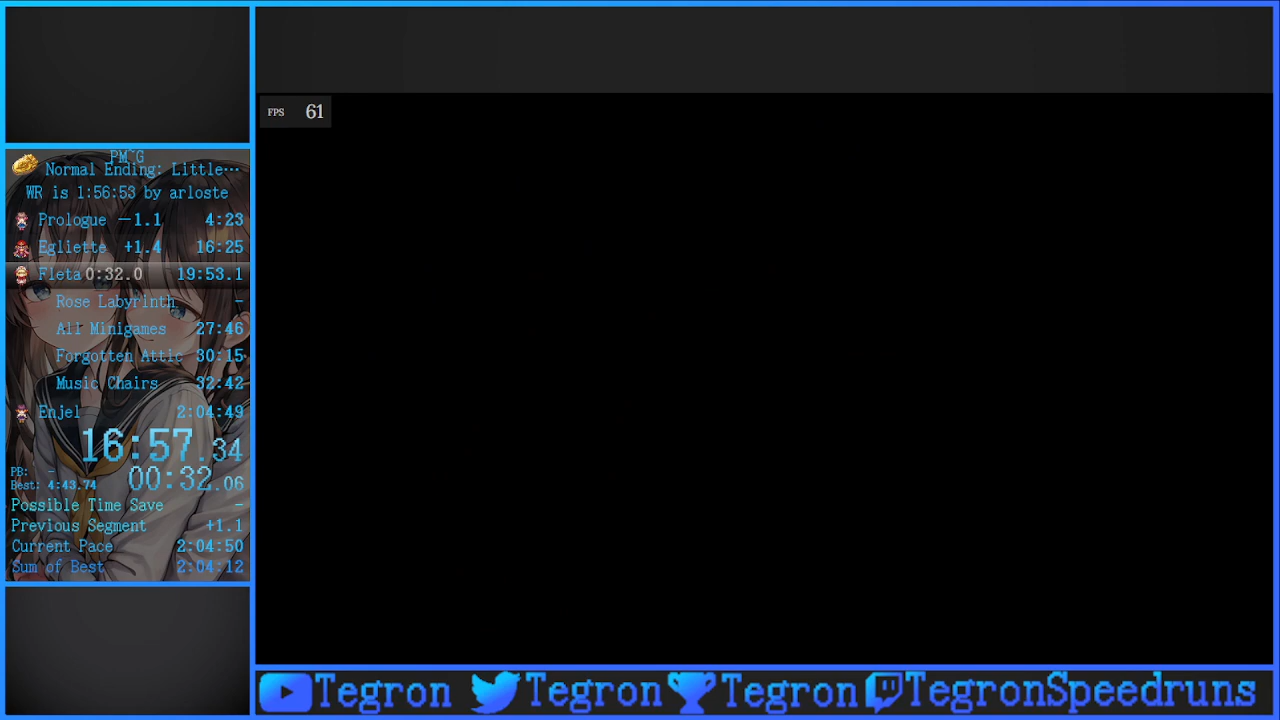 FPS 61
PM~G
Normal Ending: Little…
WR is 1:56:53 by arloste
Prologue −1.1 4:23
Egliette +1.4 16:25
Fleta 0:32.0 19:53.1
Rose Labyrinth -
All Minigames 27:46
Forgotten Attic 30:15
Music Chairs 32:42
Enjel 2:04:49
16:57.34
PB: -
Best: 4:43.74
00:32.06
Possible Time Save -
Previous Segment +1.1
Current Pace 2:04:50
Sum of Best 2:04:12
Tegron Tegron Tegron TegronSpeedruns